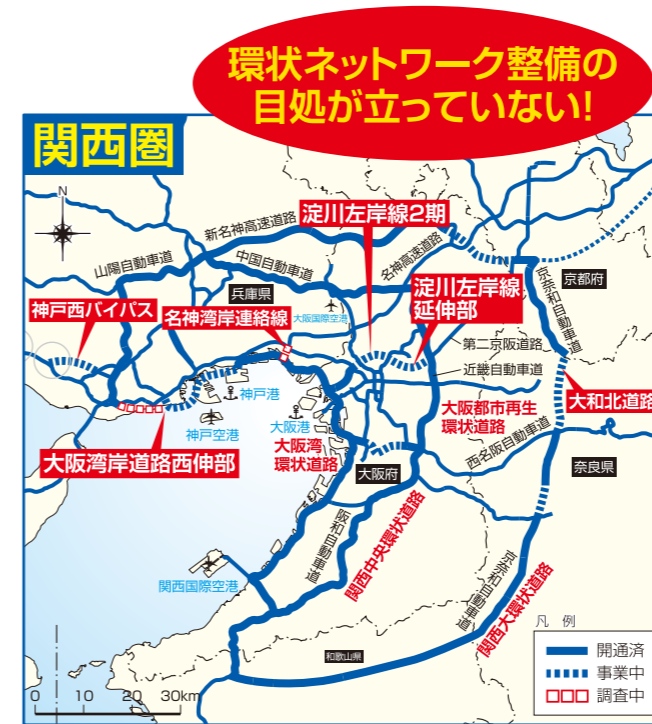 環状ネットワーク整備の
目処が立っていない!
関西圏
N
淀川左岸線2期
新名神高速道路
名神高速道路
山陽自動車道
中国自動車道
兵庫県
京都府
大阪国際空港
淀川左岸線
延伸部
京奈和自動車道
神戸西バイパス
名神湾岸連絡線
第二京阪道路
近畿自動車道
神戸港
神戸空港
大阪港
大阪都市再生
環状道路
大和北道路
大阪湾
環状道路
大阪湾岸道路西伸部
大阪府
西名阪自動車道
奈良県
阪和自動車道
関西中央環状道路
関西国際空港
京奈和自動車道
関西大環状道路
和歌山県
凡 例
開通済
事業中
調査中
0 10 20 30km